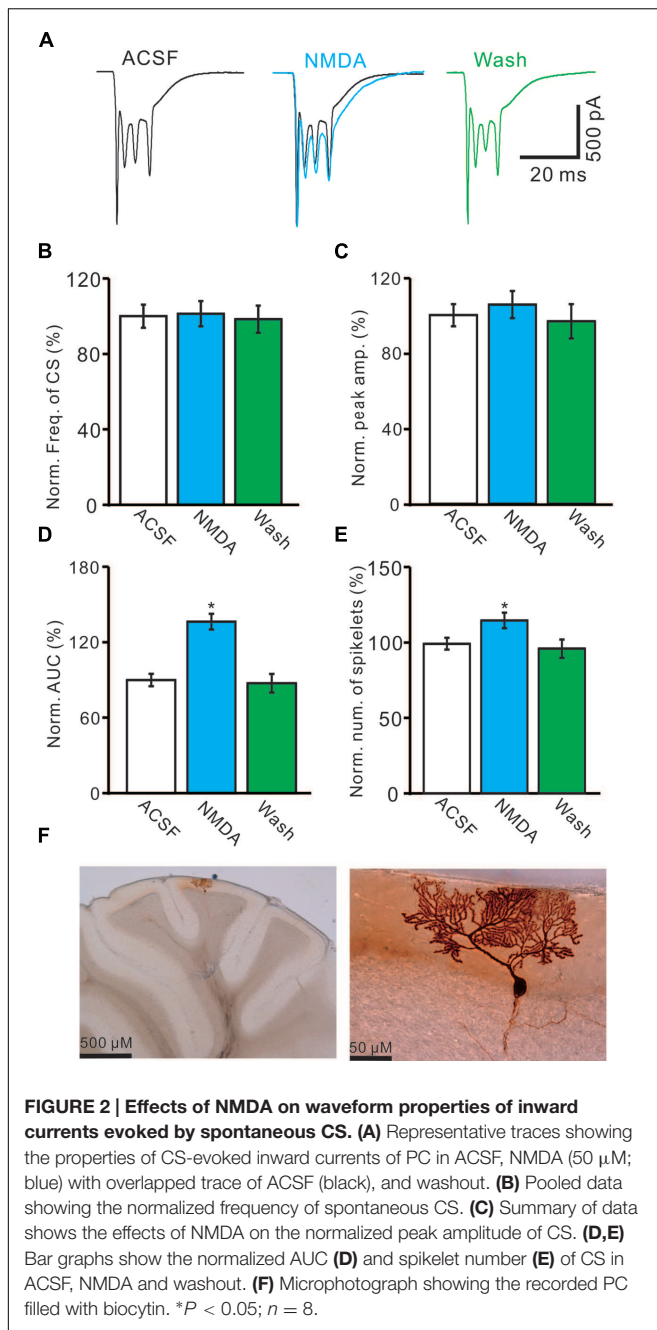 A
ACSF
NMDA
Wash
500 pA
20 ms
B
Norm. Freq. of CS (%)
120
80
40
0
ACSF
NMDA
Wash
C
Norm. peak amp. (%)
120
80
40
0
ACSF
NMDA
Wash
D
Norm. AUC (%)
180
120
60
0
*
ACSF
NMDA
Wash
E
Norm. num. of spikelets (%)
150
100
50
0
*
ACSF
NMDA
Wash
F
500 µM
50 µM
FIGURE 2 | Effects of NMDA on waveform properties of inward
currents evoked by spontaneous CS. (A) Representative traces showing
the properties of CS-evoked inward currents of PC in ACSF, NMDA (50 µM;
blue) with overlapped trace of ACSF (black), and washout. (B) Pooled data
showing the normalized frequency of spontaneous CS. (C) Summary of data
shows the effects of NMDA on the normalized peak amplitude of CS. (D,E)
Bar graphs show the normalized AUC (D) and spikelet number (E) of CS in
ACSF, NMDA and washout. (F) Microphotograph showing the recorded PC
filled with biocytin. *P < 0.05; n = 8.